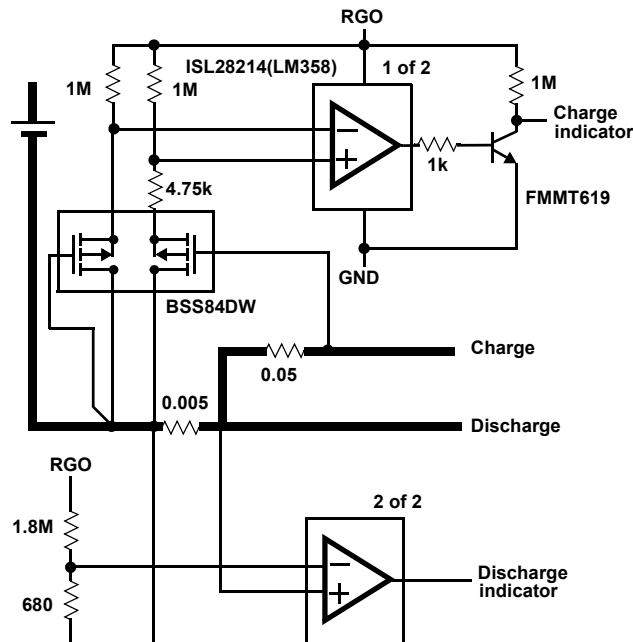 RGO
ISL28214(LM358)
1 of 2
1M
1M
1M
Charge
indicator
1k
4.75k
FMMT619
GND
BSS84DW
Charge
0.05
0.005
Discharge
RGO
2 of 2
1.8M
Discharge
indicator
680